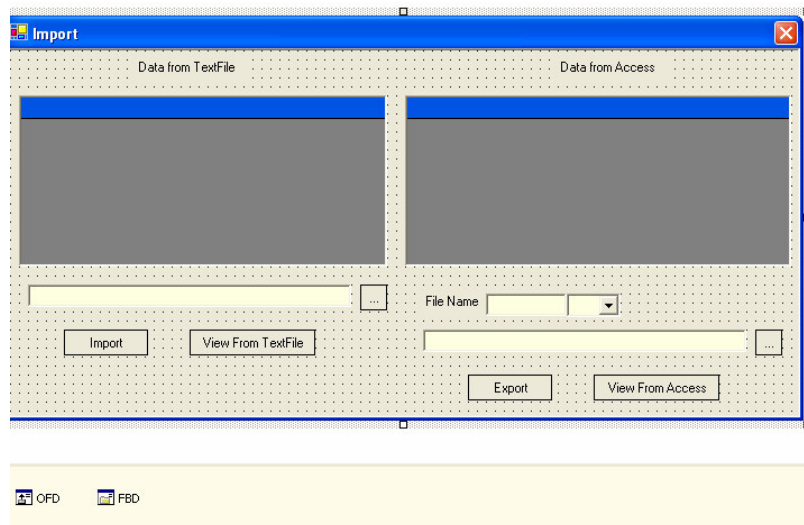 Import
Data from TextFile
Data from Access
...
File Name
Import
View From TextFile
...
Export
View From Access
OFD
FBD